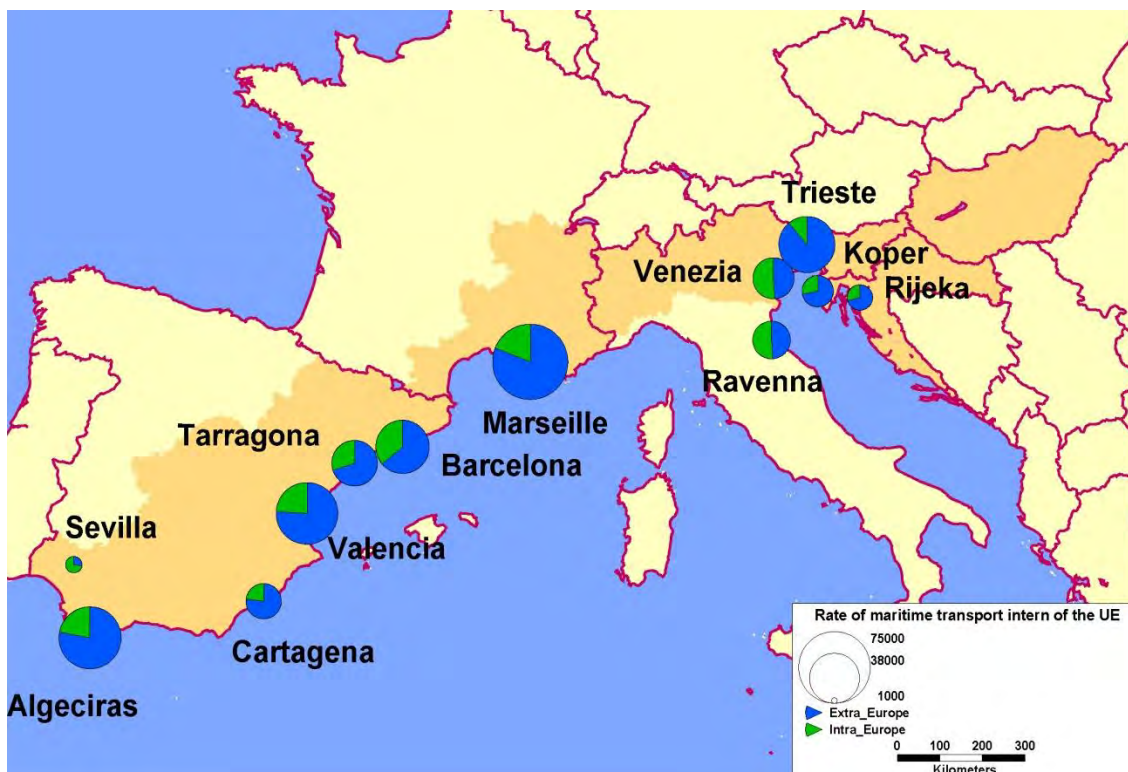 Trieste
Koper
Venezia
Rijeka
Ravenna
Marseille
Tarragona
Barcelona
Sevilla
Valencia
Cartagena
Algeciras
Rate of maritime transport intern of the UE
75000
38000
1000
Extra_Europe
Intra_Europe
0 100 200 300
Kilometers